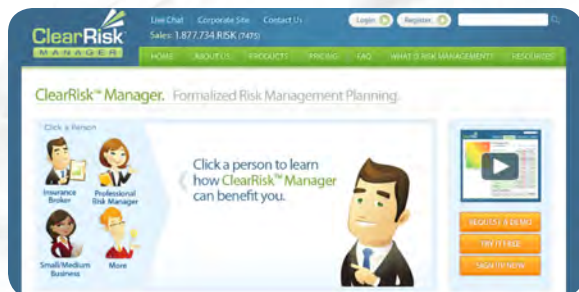 ClearRisk
MANAGER
Live Chat Corporate Site Contact Us
Login Register
Sales: 1.877.734.RISK (7475)
HOME ABOUT US PRODUCTS PRICING FAQ WHAT IS RISK MANAGEMENT? RESOURCES
ClearRisk™ Manager. Formalized Risk Management Planning.
Click a Person
Insurance
Broker
Professional
Risk Manager
Small/Medium
Business
More
Click a person to learn
how ClearRisk™ Manager
can benefit you.
REQUEST A DEMO
TRY IT FREE
SIGN UP NOW